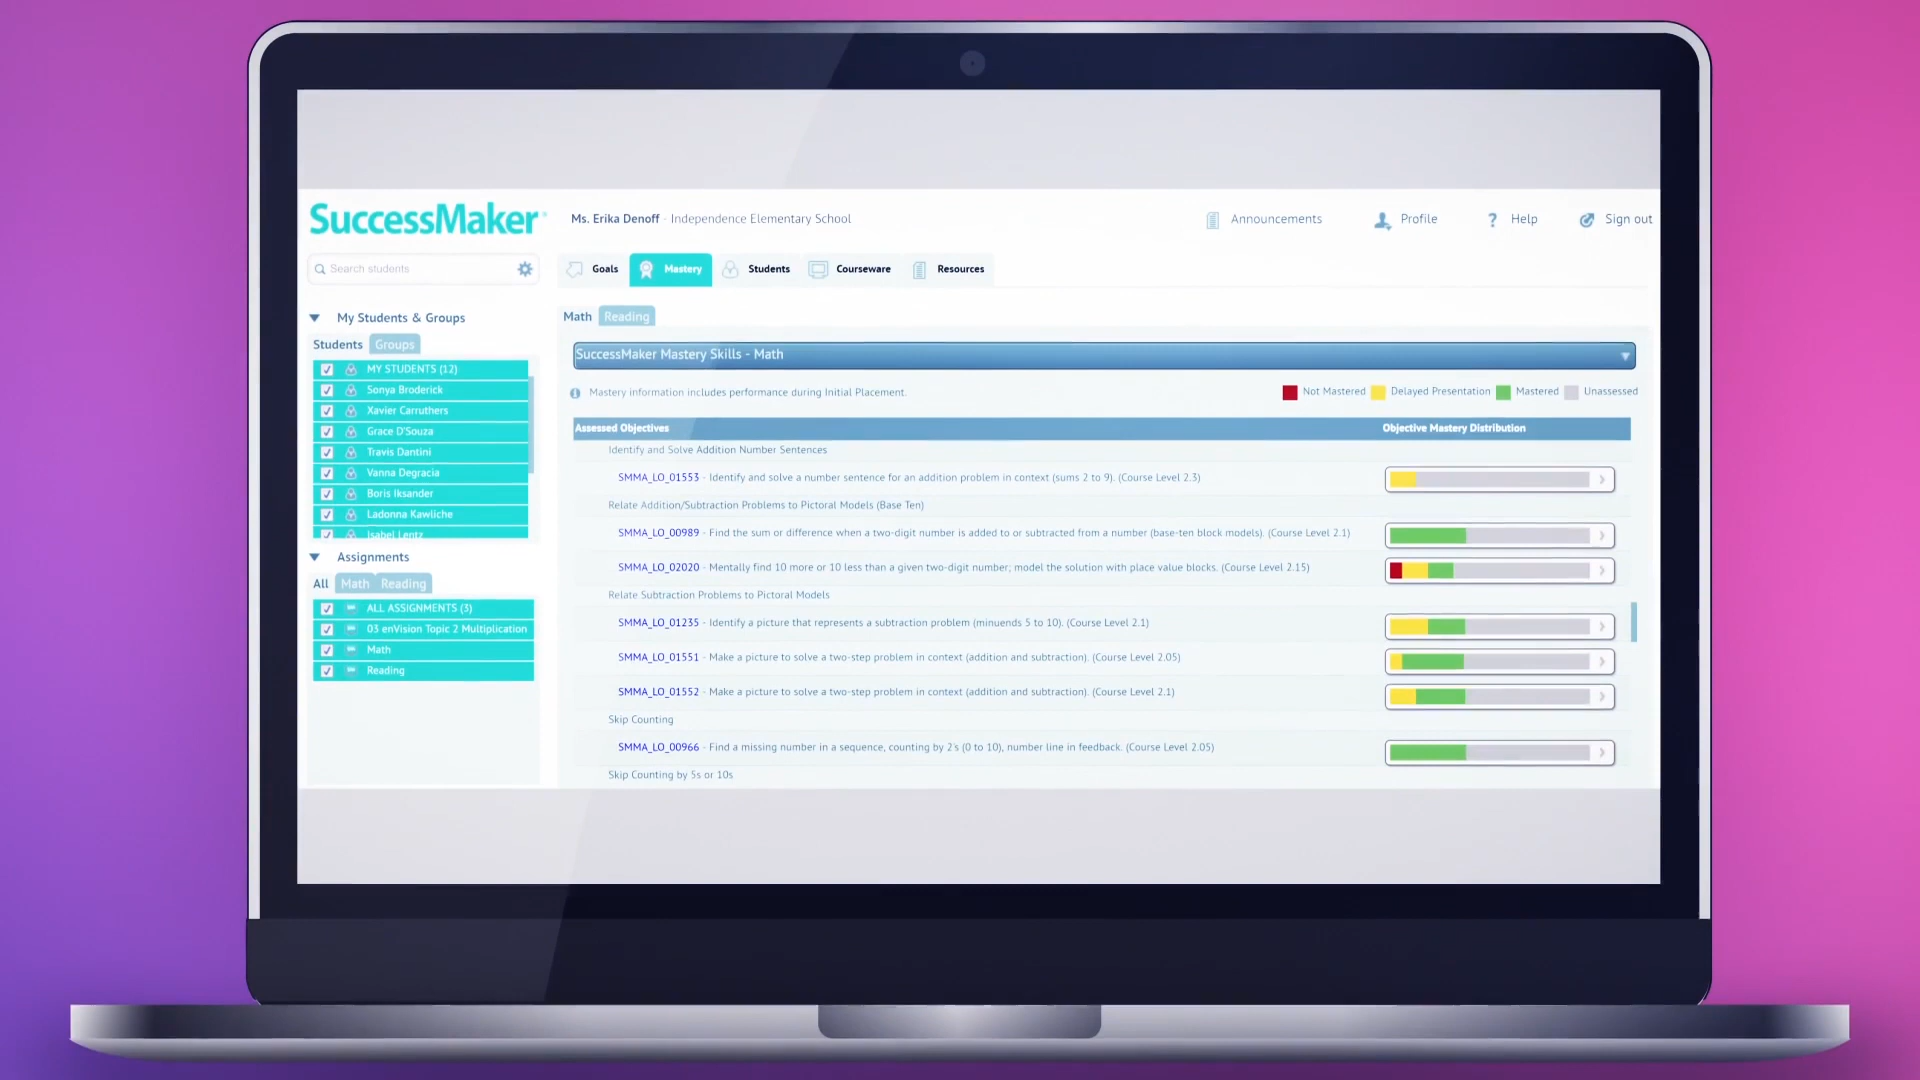 SuccessMaker
Ms. Erika Denoff - Independence Elementary School
Announcements
Profile
? Help
Sign out
Search students
Goals
Mastery
Students
Courseware
Resources
My Students & Groups
Students Groups
MY STUDENTS (12)
Sonya Broderick
Xavier Carruthers
Grace D'Souza
Travis Dantini
Vanna Degracia
Boris Iksander
Ladonna Kawliche
Isabel Lentz
Assignments
All Math Reading
ALL ASSIGNMENTS (3)
03 enVision Topic 2 Multiplication
Math
Reading
Math Reading
SuccessMaker Mastery Skills - Math
Mastery information includes performance during Initial Placement.
Not Mastered Delayed Presentation Mastered Unassessed
Assessed Objectives Objective Mastery Distribution
Identify and Solve Addition Number Sentences
SMMA_LO_01553 - Identify and solve a number sentence for an addition problem in context (sums 2 to 9). (Course Level 2.3)
Relate Addition/Subtraction Problems to Pictoral Models (Base Ten)
SMMA_LO_00989 - Find the sum or difference when a two-digit number is added to or subtracted from a number (base-ten block models). (Course Level 2.1)
SMMA_LO_02020 - Mentally find 10 more or 10 less than a given two-digit number; model the solution with place value blocks. (Course Level 2.15)
Relate Subtraction Problems to Pictoral Models
SMMA_LO_01235 - Identify a picture that represents a subtraction problem (minuends 5 to 10). (Course Level 2.1)
SMMA_LO_01551 - Make a picture to solve a two-step problem in context (addition and subtraction). (Course Level 2.05)
SMMA_LO_01552 - Make a picture to solve a two-step problem in context (addition and subtraction). (Course Level 2.1)
Skip Counting
SMMA_LO_00966 - Find a missing number in a sequence, counting by 2's (0 to 10), number line in feedback. (Course Level 2.05)
Skip Counting by 5s or 10s